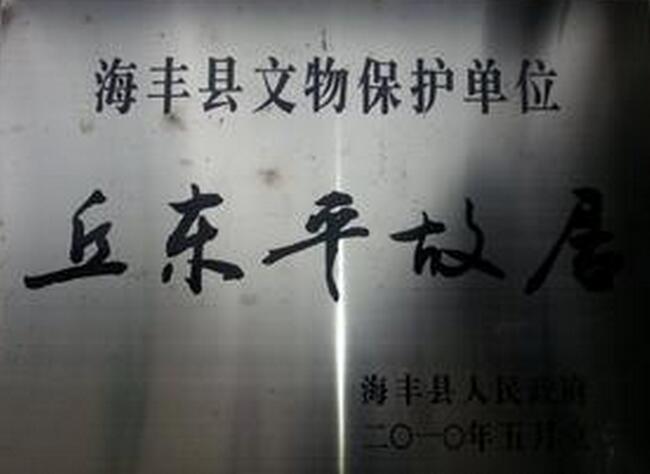 海丰县文物保护单位
丘东平故居
海丰县人民政府
二〇一〇年五月立